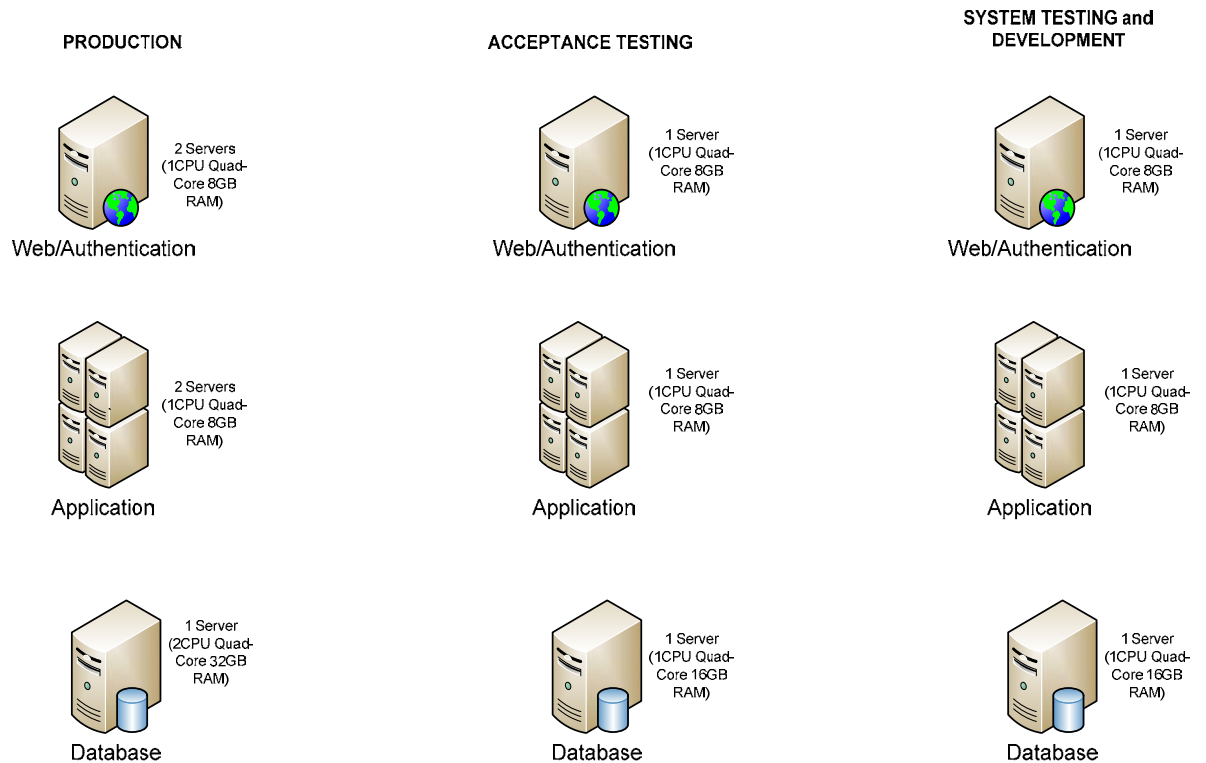 PRODUCTION
ACCEPTANCE TESTING
SYSTEM TESTING and
DEVELOPMENT
2 Servers
(1CPU Quad-
Core 8GB
RAM)
Web/Authentication
1 Server
(1CPU Quad-
Core 8GB
RAM)
Web/Authentication
1 Server
(1CPU Quad-
Core 8GB
RAM)
Web/Authentication
2 Servers
(1CPU Quad-
Core 8GB
RAM)
Application
1 Server
(1CPU Quad-
Core 8GB
RAM)
Application
1 Server
(1CPU Quad-
Core 8GB
RAM)
Application
1 Server
(2CPU Quad-
Core 32GB
RAM)
Database
1 Server
(1CPU Quad-
Core 16GB
RAM)
Database
1 Server
(1CPU Quad-
Core 16GB
RAM)
Database